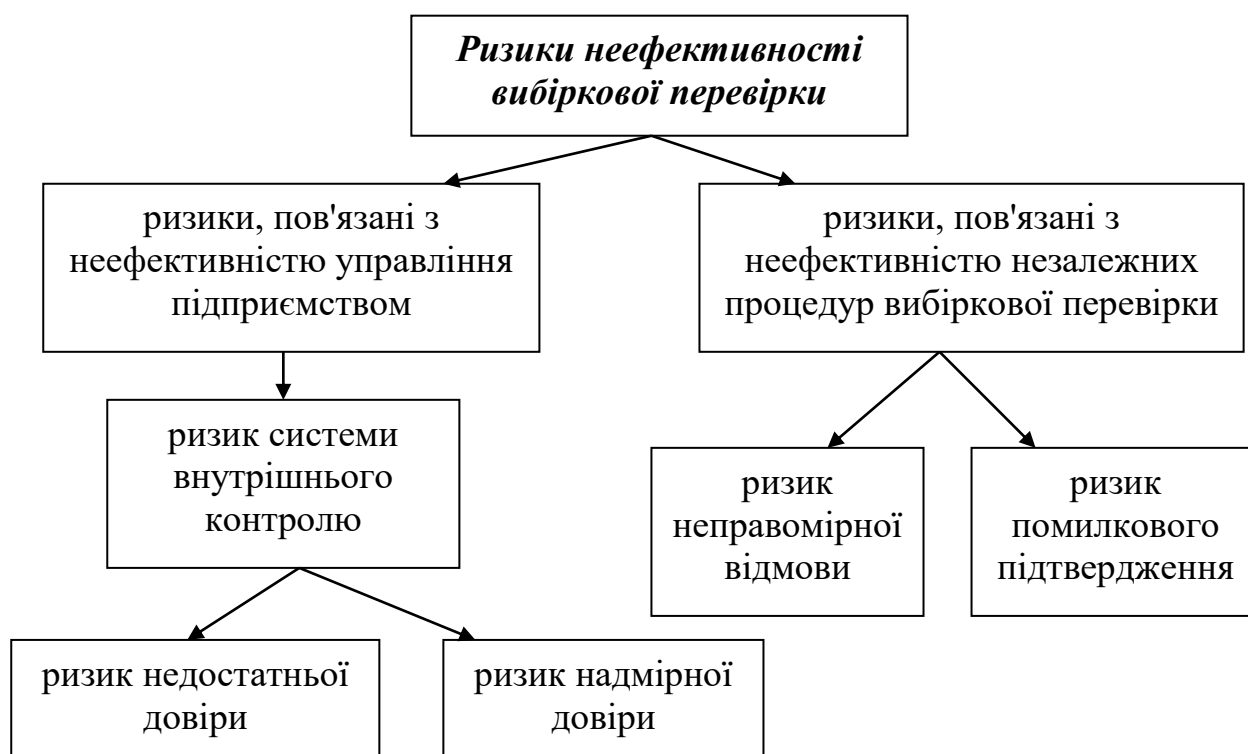 Ризики неефективності
вибіркової перевірки
ризики, пов'язані з
неефективністю управління
підприємством
ризики, пов'язані з
неефективністю незалежних
процедур вибіркової перевірки
ризик системи
внутрішнього
контролю
ризик
неправомірної
відмови
ризик
помилкового
підтвердження
ризик недостатньої
довіри
ризик надмірної
довіри